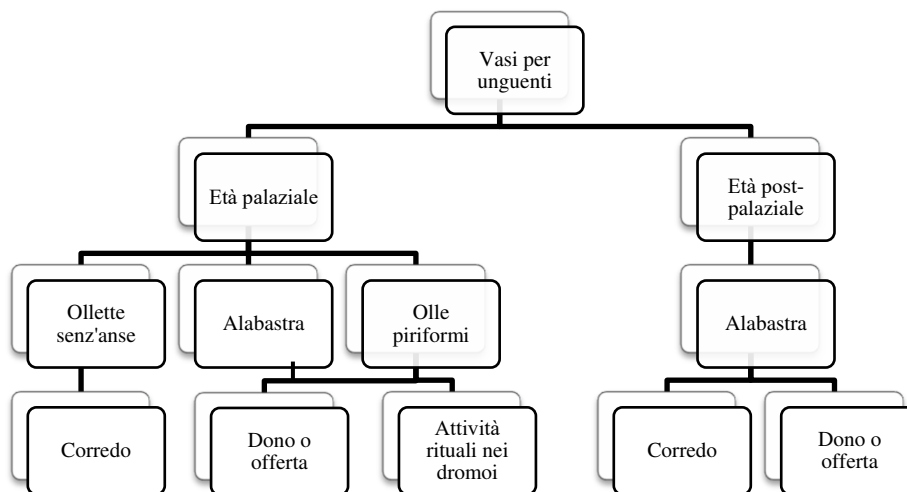 Vasi per
unguenti
Età palaziale
Età post-
palaziale
Ollette
senz'anse
Alabastra
Olle
piriformi
Alabastra
Corredo
Dono o
offerta
Attività
rituali nei
dromoi
Corredo
Dono o
offerta